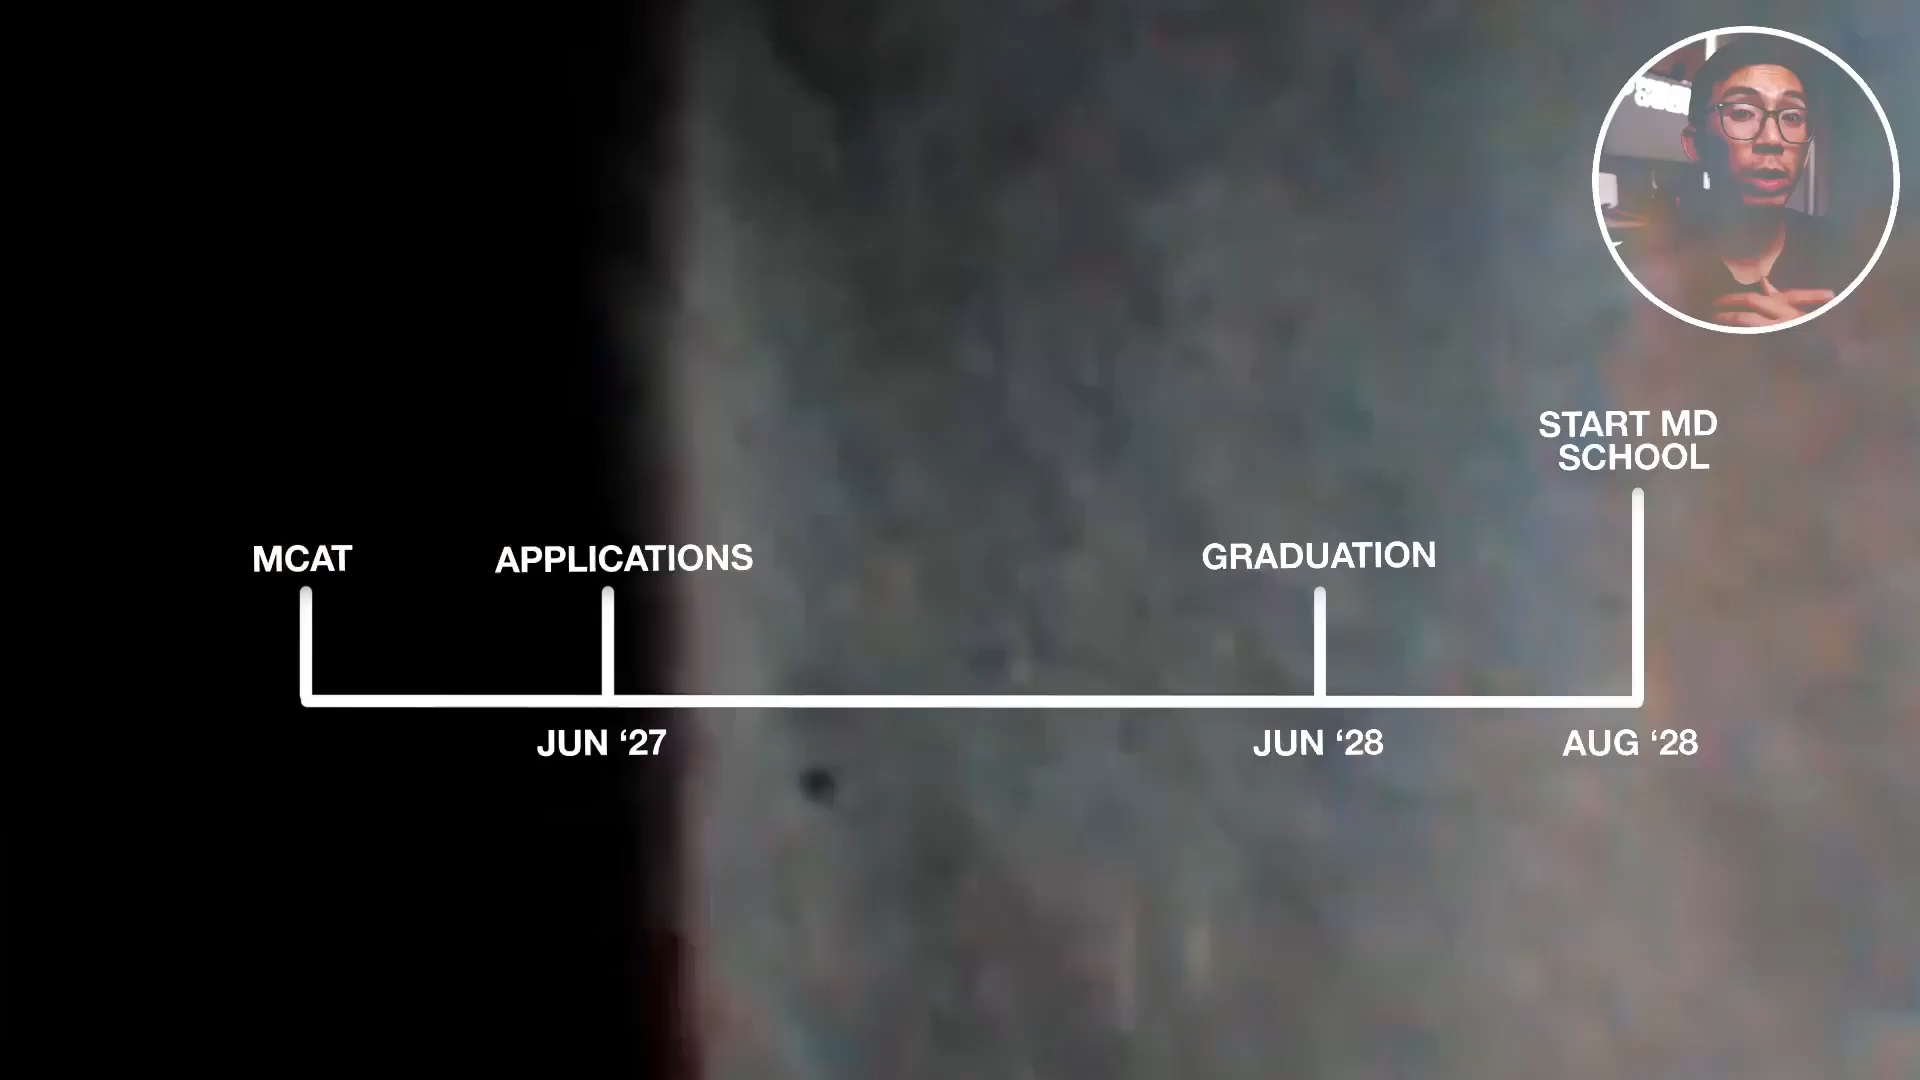 START MD
SCHOOL
MCAT
APPLICATIONS
GRADUATION
JUN ‘27
JUN ‘28
AUG ‘28